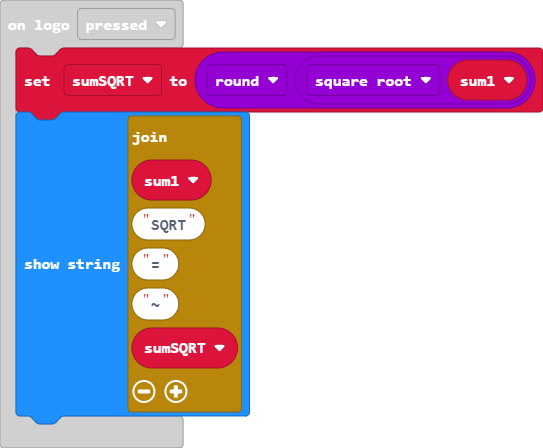 on logo pressed
set sumSQRT to round square root sum1
join
sum1
"SQRT"
"="
show string
"~"
sumSQRT